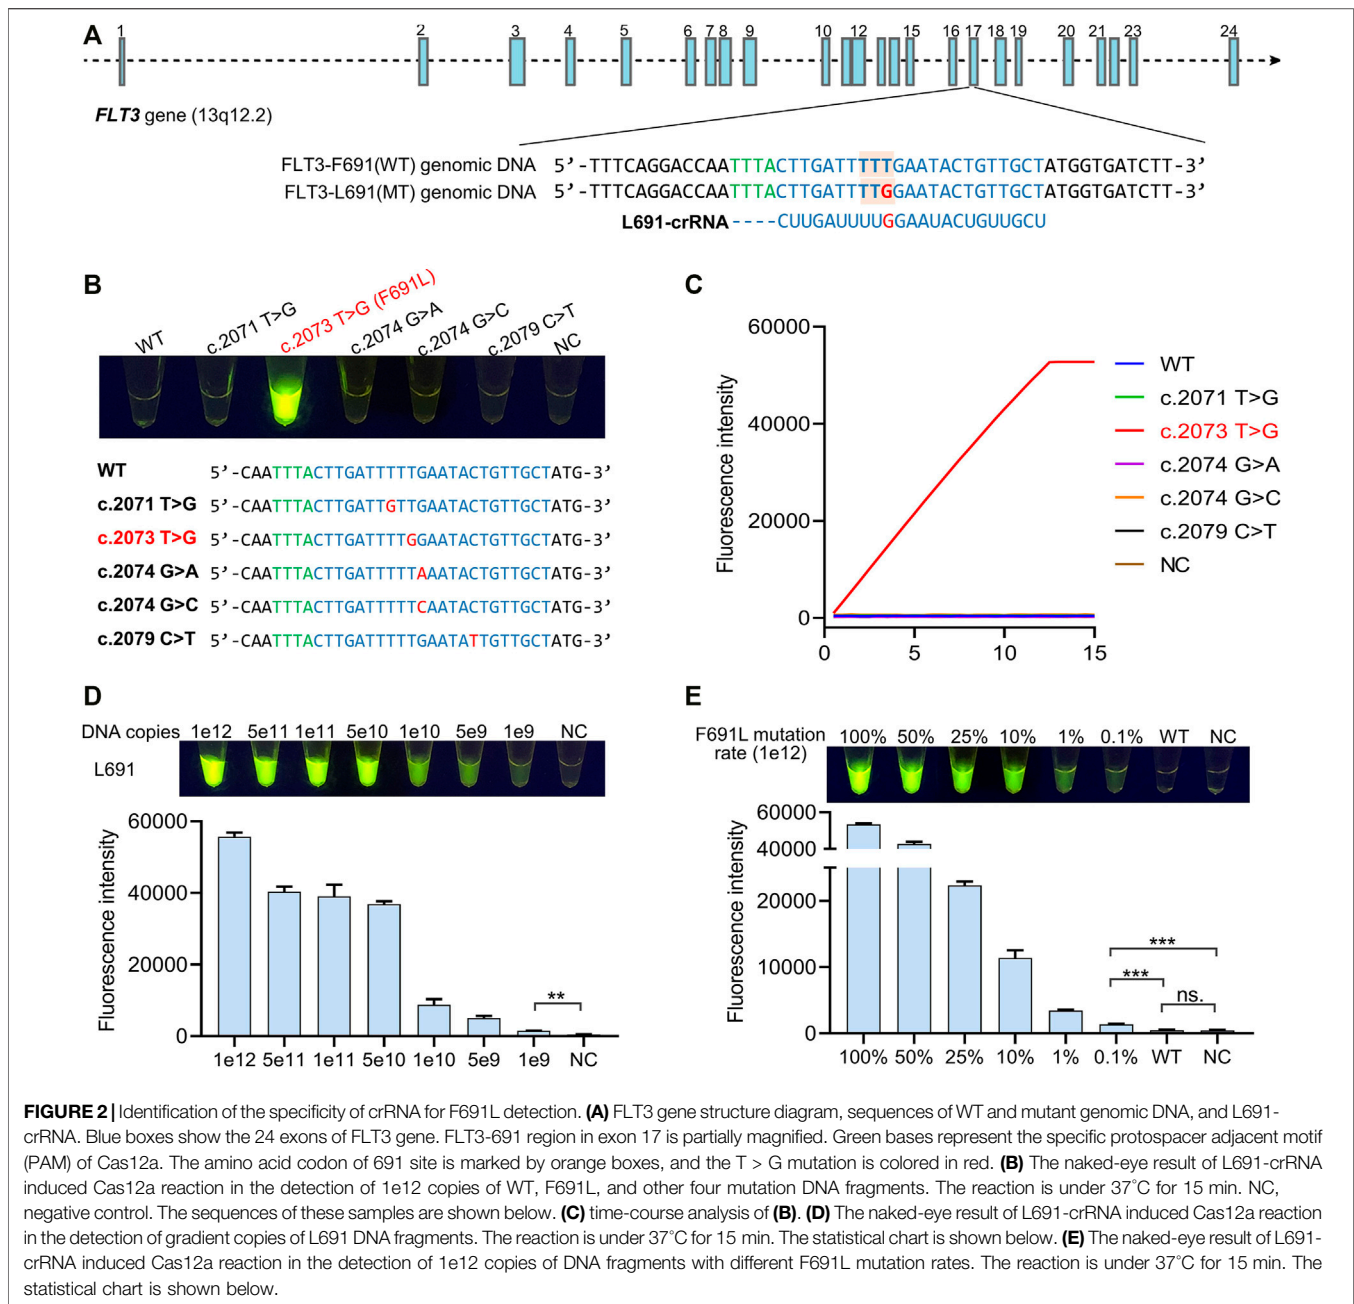 A
1 2 3 4 5 6 7 8 9 10 12 15 16 17 18 19 20 21 23 24
FLT3 gene (13q12.2)
FLT3-F691(WT) genomic DNA 5’-TTTCAGGACCAATTTACTTGATTTTTGAATACTGTTGCTATGGTGATCTT-3’
FLT3-L691(MT) genomic DNA 5’-TTTCAGGACCAATTTACTTGATTTTGGAATACTGTTGCTATGGTGATCTT-3’
L691-crRNA ----CUUGAUUUUGGAAUACUGUUGCU
B
WT c.2071 T>G c.2073 T>G (F691L) c.2074 G>A c.2074 G>C c.2079 C>T NC
WT 5’-CAATTTACTTGATTTTTGAATACTGTTGCTATG-3’
c.2071 T>G 5’-CAATTTACTTGATTGTTGAATACTGTTGCTATG-3’
c.2073 T>G 5’-CAATTTACTTGATTTTGGAATACTGTTGCTATG-3’
c.2074 G>A 5’-CAATTTACTTGATTTTTAAATACTGTTGCTATG-3’
c.2074 G>C 5’-CAATTTACTTGATTTTTCAATACTGTTGCTATG-3’
c.2079 C>T 5’-CAATTTACTTGATTTTTGAATATTGTTGCTATG-3’
C
Fluorescence intensity
60000
40000
20000
0
0 5 10 15
WT
c.2071 T>G
c.2073 T>G
c.2074 G>A
c.2074 G>C
c.2079 C>T
NC
D
DNA copies 1e12 5e11 1e11 5e10 1e10 5e9 1e9 NC
L691
Fluorescence intensity
60000
40000
20000
0
**
1e12 5e11 1e11 5e10 1e10 5e9 1e9 NC
E
F691L mutation 100% 50% 25% 10% 1% 0.1% WT NC
rate (1e12)
Fluorescence intensity
60000
40000
20000
10000
0
***
***
ns.
100% 50% 25% 10% 1% 0.1% WT NC
FIGURE 2 | Identification of the specificity of crRNA for F691L detection. (A) FLT3 gene structure diagram, sequences of WT and mutant genomic DNA, and L691-
crRNA. Blue boxes show the 24 exons of FLT3 gene. FLT3-691 region in exon 17 is partially magnified. Green bases represent the specific protospacer adjacent motif
(PAM) of Cas12a. The amino acid codon of 691 site is marked by orange boxes, and the T > G mutation is colored in red. (B) The naked-eye result of L691-crRNA
induced Cas12a reaction in the detection of 1e12 copies of WT, F691L, and other four mutation DNA fragments. The reaction is under 37°C for 15 min. NC,
negative control. The sequences of these samples are shown below. (C) time-course analysis of (B). (D) The naked-eye result of L691-crRNA induced Cas12a reaction
in the detection of gradient copies of L691 DNA fragments. The reaction is under 37°C for 15 min. The statistical chart is shown below. (E) The naked-eye result of L691-
crRNA induced Cas12a reaction in the detection of 1e12 copies of DNA fragments with different F691L mutation rates. The reaction is under 37°C for 15 min. The
statistical chart is shown below.